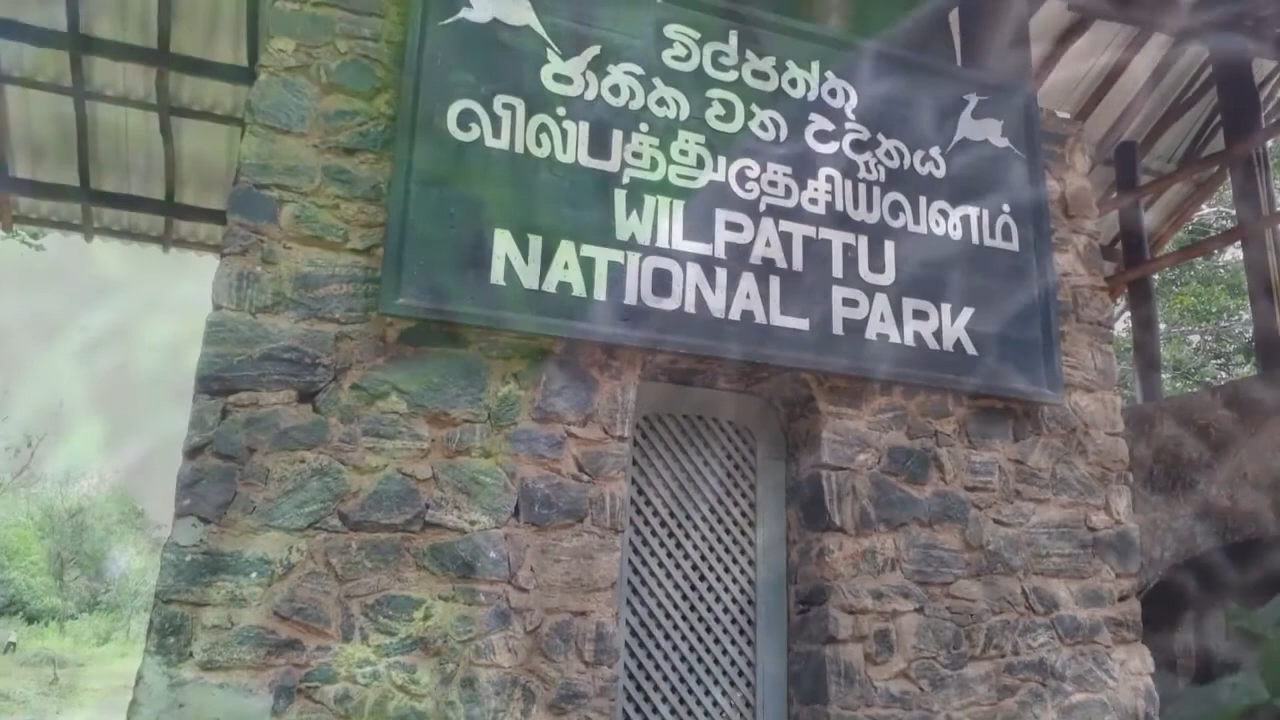 විල්පත්තු
ජාතික වන උද්‍යානය
வில்பத்துதேசியவனம்
WILPATTU
NATIONAL PARK